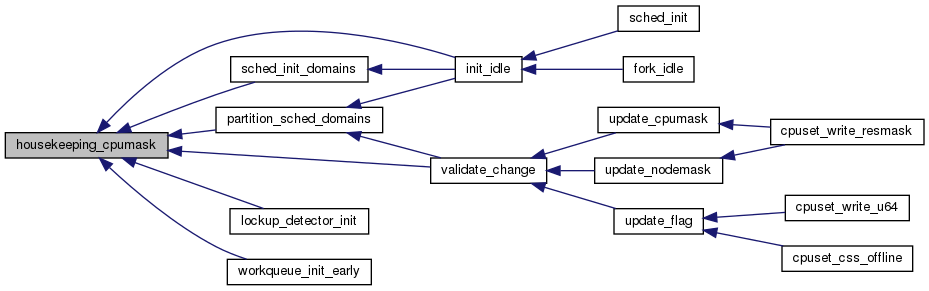 housekeeping_cpumask
sched_init_domains
partition_sched_domains
lockup_detector_init
workqueue_init_early
init_idle
validate_change
sched_init
fork_idle
update_cpumask
update_nodemask
update_flag
cpuset_write_resmask
cpuset_write_u64
cpuset_css_offline